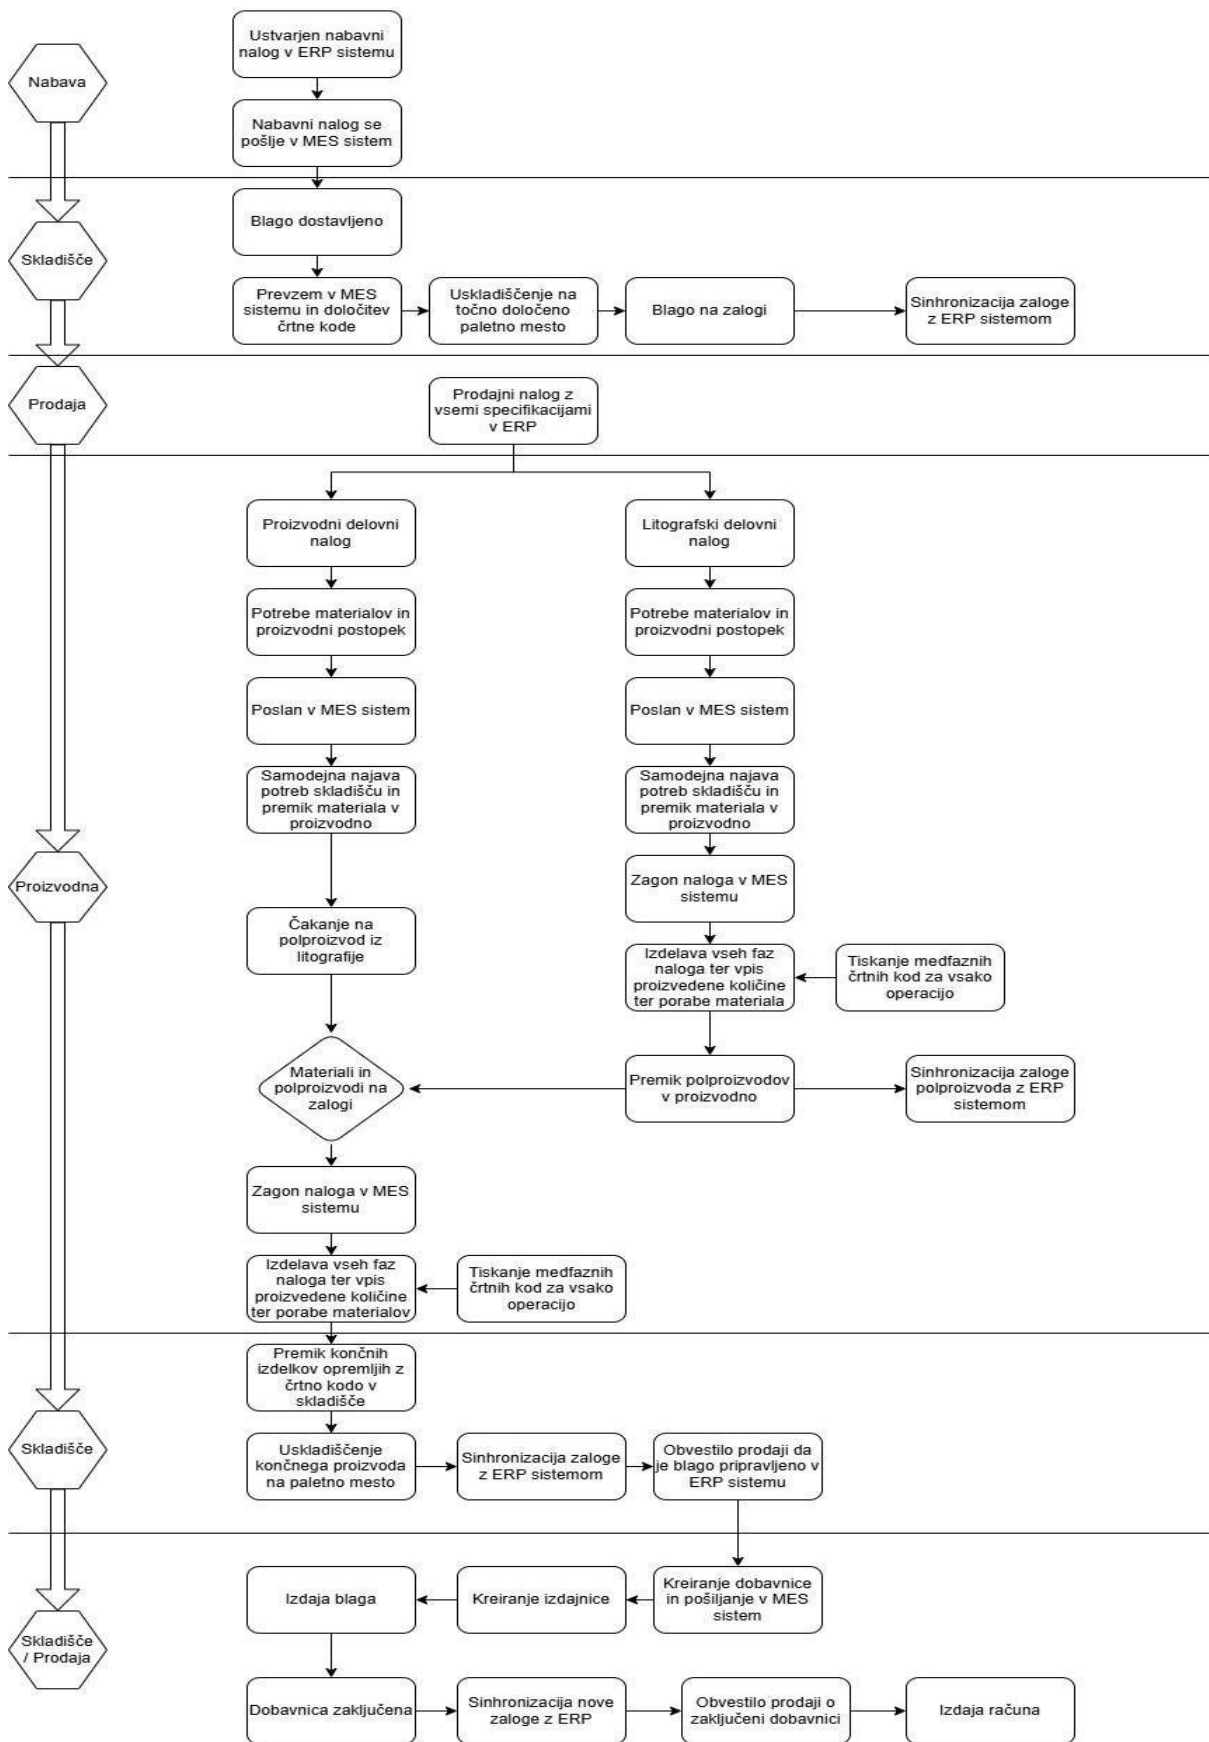 Nabava
Ustvarjen nabavni
nalog v ERP sistemu
Nabavni nalog se
pošlje v MES sistem
Skladišče
Blago dostavljeno
Prevzem v MES
sistemu in določitev
črtne kode
Uskladiščenje na
točno določeno
paletno mesto
Blago na zalogi
Sinhronizacija zaloge
z ERP sistemom
Prodaja
Prodajni nalog z
vsemi specifikacijami
v ERP
Proizvodna
Proizvodni delovni
nalog
Potrebe materialov in
proizvodni postopek
Poslan v MES sistem
Samodejna najava
potreb skladišču in
premik materiala v
proizvodno
Čakanje na
polproizvod iz
litografije
Litografski delovni
nalog
Potrebe materialov in
proizvodni postopek
Poslan v MES sistem
Samodejna najava
potreb skladišču in
premik materiala v
proizvodno
Zagon naloga v MES
sistemu
Izdelava vseh faz
naloga ter vpis
proizvedene količine
ter porabe materiala
Tiskanje medfaznih
črtnih kod za vsako
operacijo
Materiali in
polproizvodi na
zalogi
Premik polproizvodov
v proizvodno
Sinhronizacija zaloge
polproizvoda z ERP
sistemom
Zagon naloga v MES
sistemu
Izdelava vseh faz
naloga ter vpis
proizvedene količine
ter porabe materialov
Tiskanje medfaznih
črtnih kod za vsako
operacijo
Skladišče
Premik končnih
izdelkov opremljih z
črtno kodo v
skladišče
Uskladiščenje
končnega proizvoda
na paletno mesto
Sinhronizacija zaloge
z ERP sistemom
Obvestilo prodaji da
je blago pripravljeno v
ERP sistemu
Skladišče
/ Prodaja
Kreiranje dobavnice
in pošiljanje v MES
sistem
Kreiranje izdajnice
Izdaja blaga
Dobavnica zaključena
Sinhronizacija nove
zaloge z ERP
Obvestilo prodaji o
zaključeni dobavnici
Izdaja računa